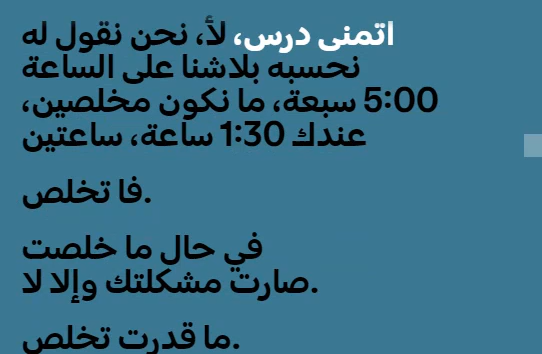 اتمنى درس، لأ، نحن نقول له
نحسبه بلاشنا على الساعة
5:00 سبعة، ما نكون مخلصين،
عندك 1:30 ساعة، ساعتين
فا تخلص.
في حال ما خلصت
صارت مشكلتك وإلا لا.
ما قدرت تخلص.